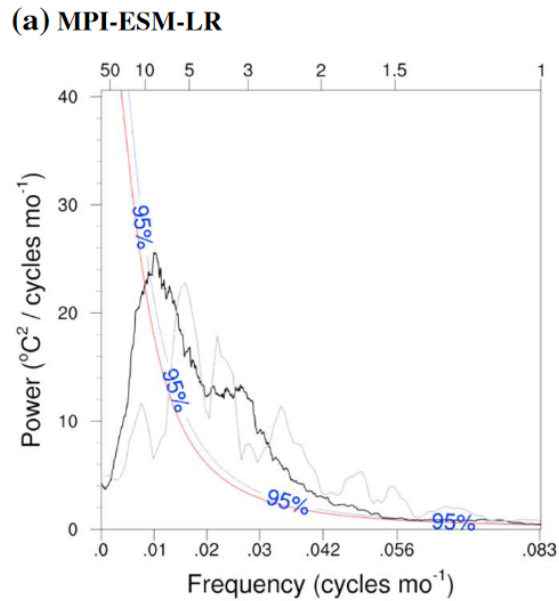 (a) MPI-ESM-LR
50 10 5 3 2 1.5 1
40
30
20
10
0
Power (°C² / cycles mo⁻¹)
95%
95%
95%
95%
.0 .01 .02 .03 .042 .056 .083
Frequency (cycles mo⁻¹)